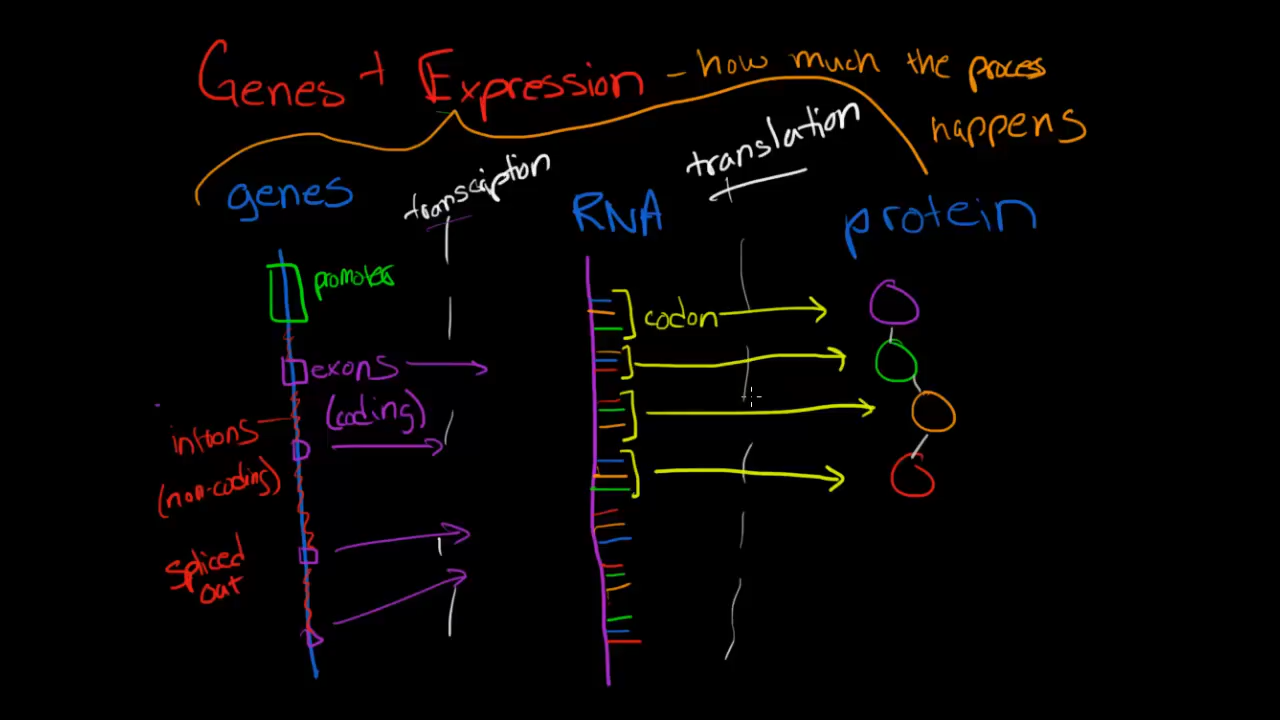 Genes + Expression - how much the process
happens
genes
transcription
RNA
translation
protein
promoter
exons
(coding)
introns
(non-coding)
spliced
out
codon